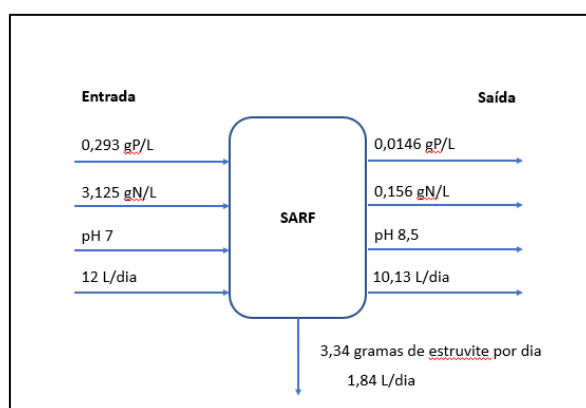 Entrada
Saída
0,293 gP/L
0,0146 gP/L
3,125 gN/L
0,156 gN/L
SARF
pH 7
pH 8,5
12 L/dia
10,13 L/dia
3,34 gramas de estruvite por dia
1,84 L/dia